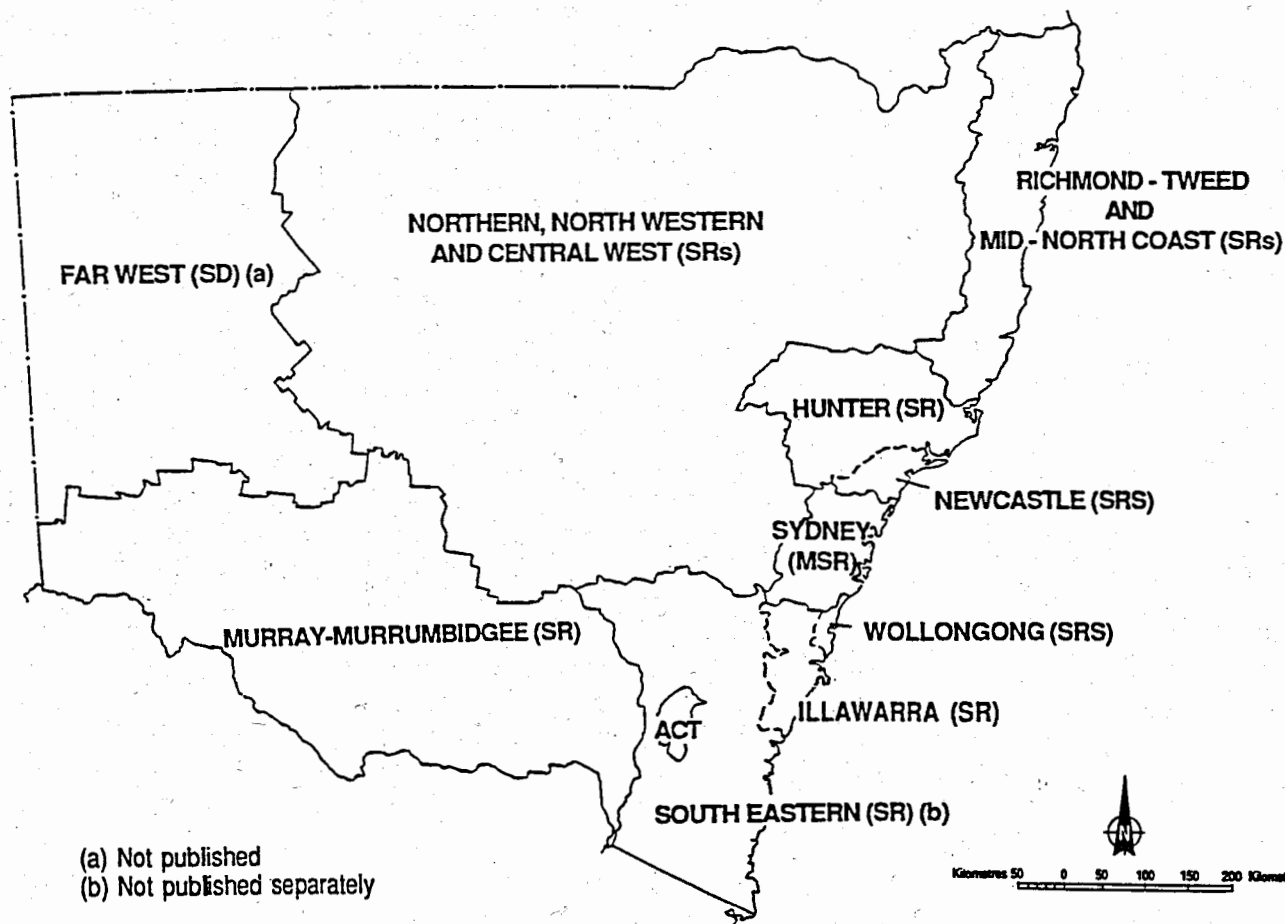 RICHMOND - TWEED
AND
MID - NORTH COAST (SRs)
NORTHERN, NORTH WESTERN
AND CENTRAL WEST (SRs)
FAR WEST (SD) (a)
HUNTER (SR)
NEWCASTLE (SRS)
SYDNEY
(MSR)
MURRAY-MURRUMBIDGEE (SR)
WOLLONGONG (SRS)
ILLAWARRA (SR)
ACT
SOUTH EASTERN (SR) (b)
(a) Not published
(b) Not published separately
N
Kilometres 50 0 50 100 150 200 Kilomet